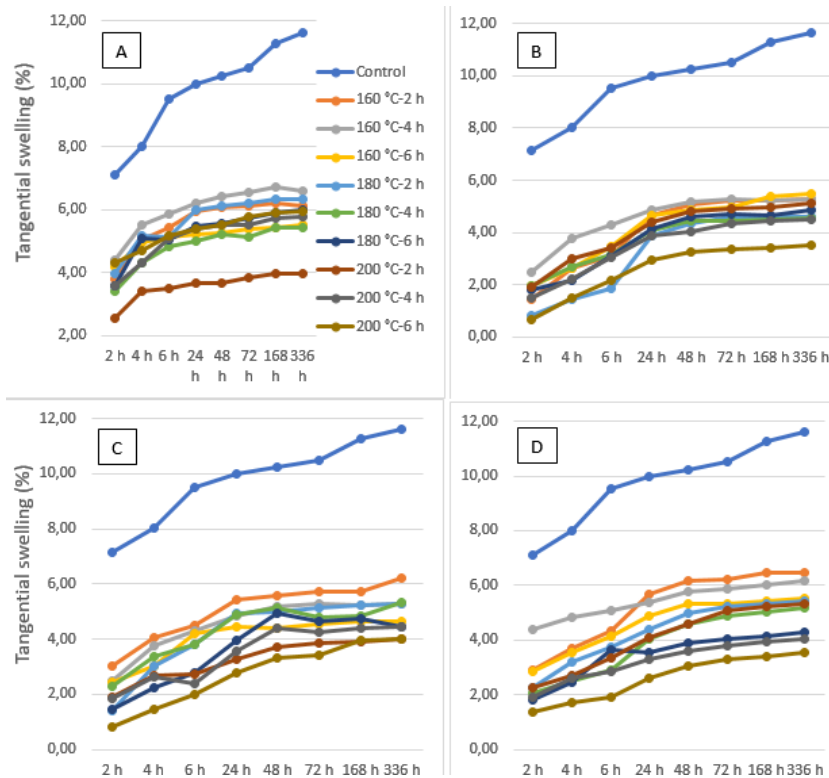 12,00
10,00
8,00
6,00
4,00
2,00
Tangential swelling (%)
A
Control
160 °C-2 h
160 °C-4 h
160 °C-6 h
180 °C-2 h
180 °C-4 h
180 °C-6 h
200 °C-2 h
200 °C-4 h
200 °C-6 h
2 h 4 h 6 h 24 48 72 168 336
h h h h h
12,00
10,00
8,00
6,00
4,00
2,00
0,00
B
2 h 4 h 6 h 24 h 48 h 72 h 168 h 336 h
12,00
10,00
8,00
6,00
4,00
2,00
0,00
Tangential swelling (%)
C
2 h 4 h 6 h 24 h 48 h 72 h 168 h 336 h
12,00
10,00
8,00
6,00
4,00
2,00
0,00
D
2 h 4 h 6 h 24 h 48 h 72 h 168 h 336 h